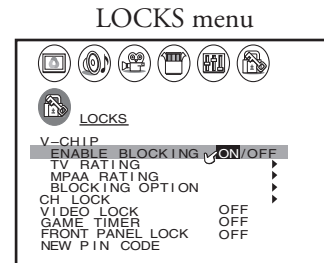 LOCKS menu
LOCKS
V-CHIP
ENABLE BLOCKING ON/OFF
TV RATING
MPAA RATING
BLOCKING OPTION
CH LOCK
VIDEO LOCK OFF
GAME TIMER OFF
FRONT PANEL LOCK OFF
NEW PIN CODE